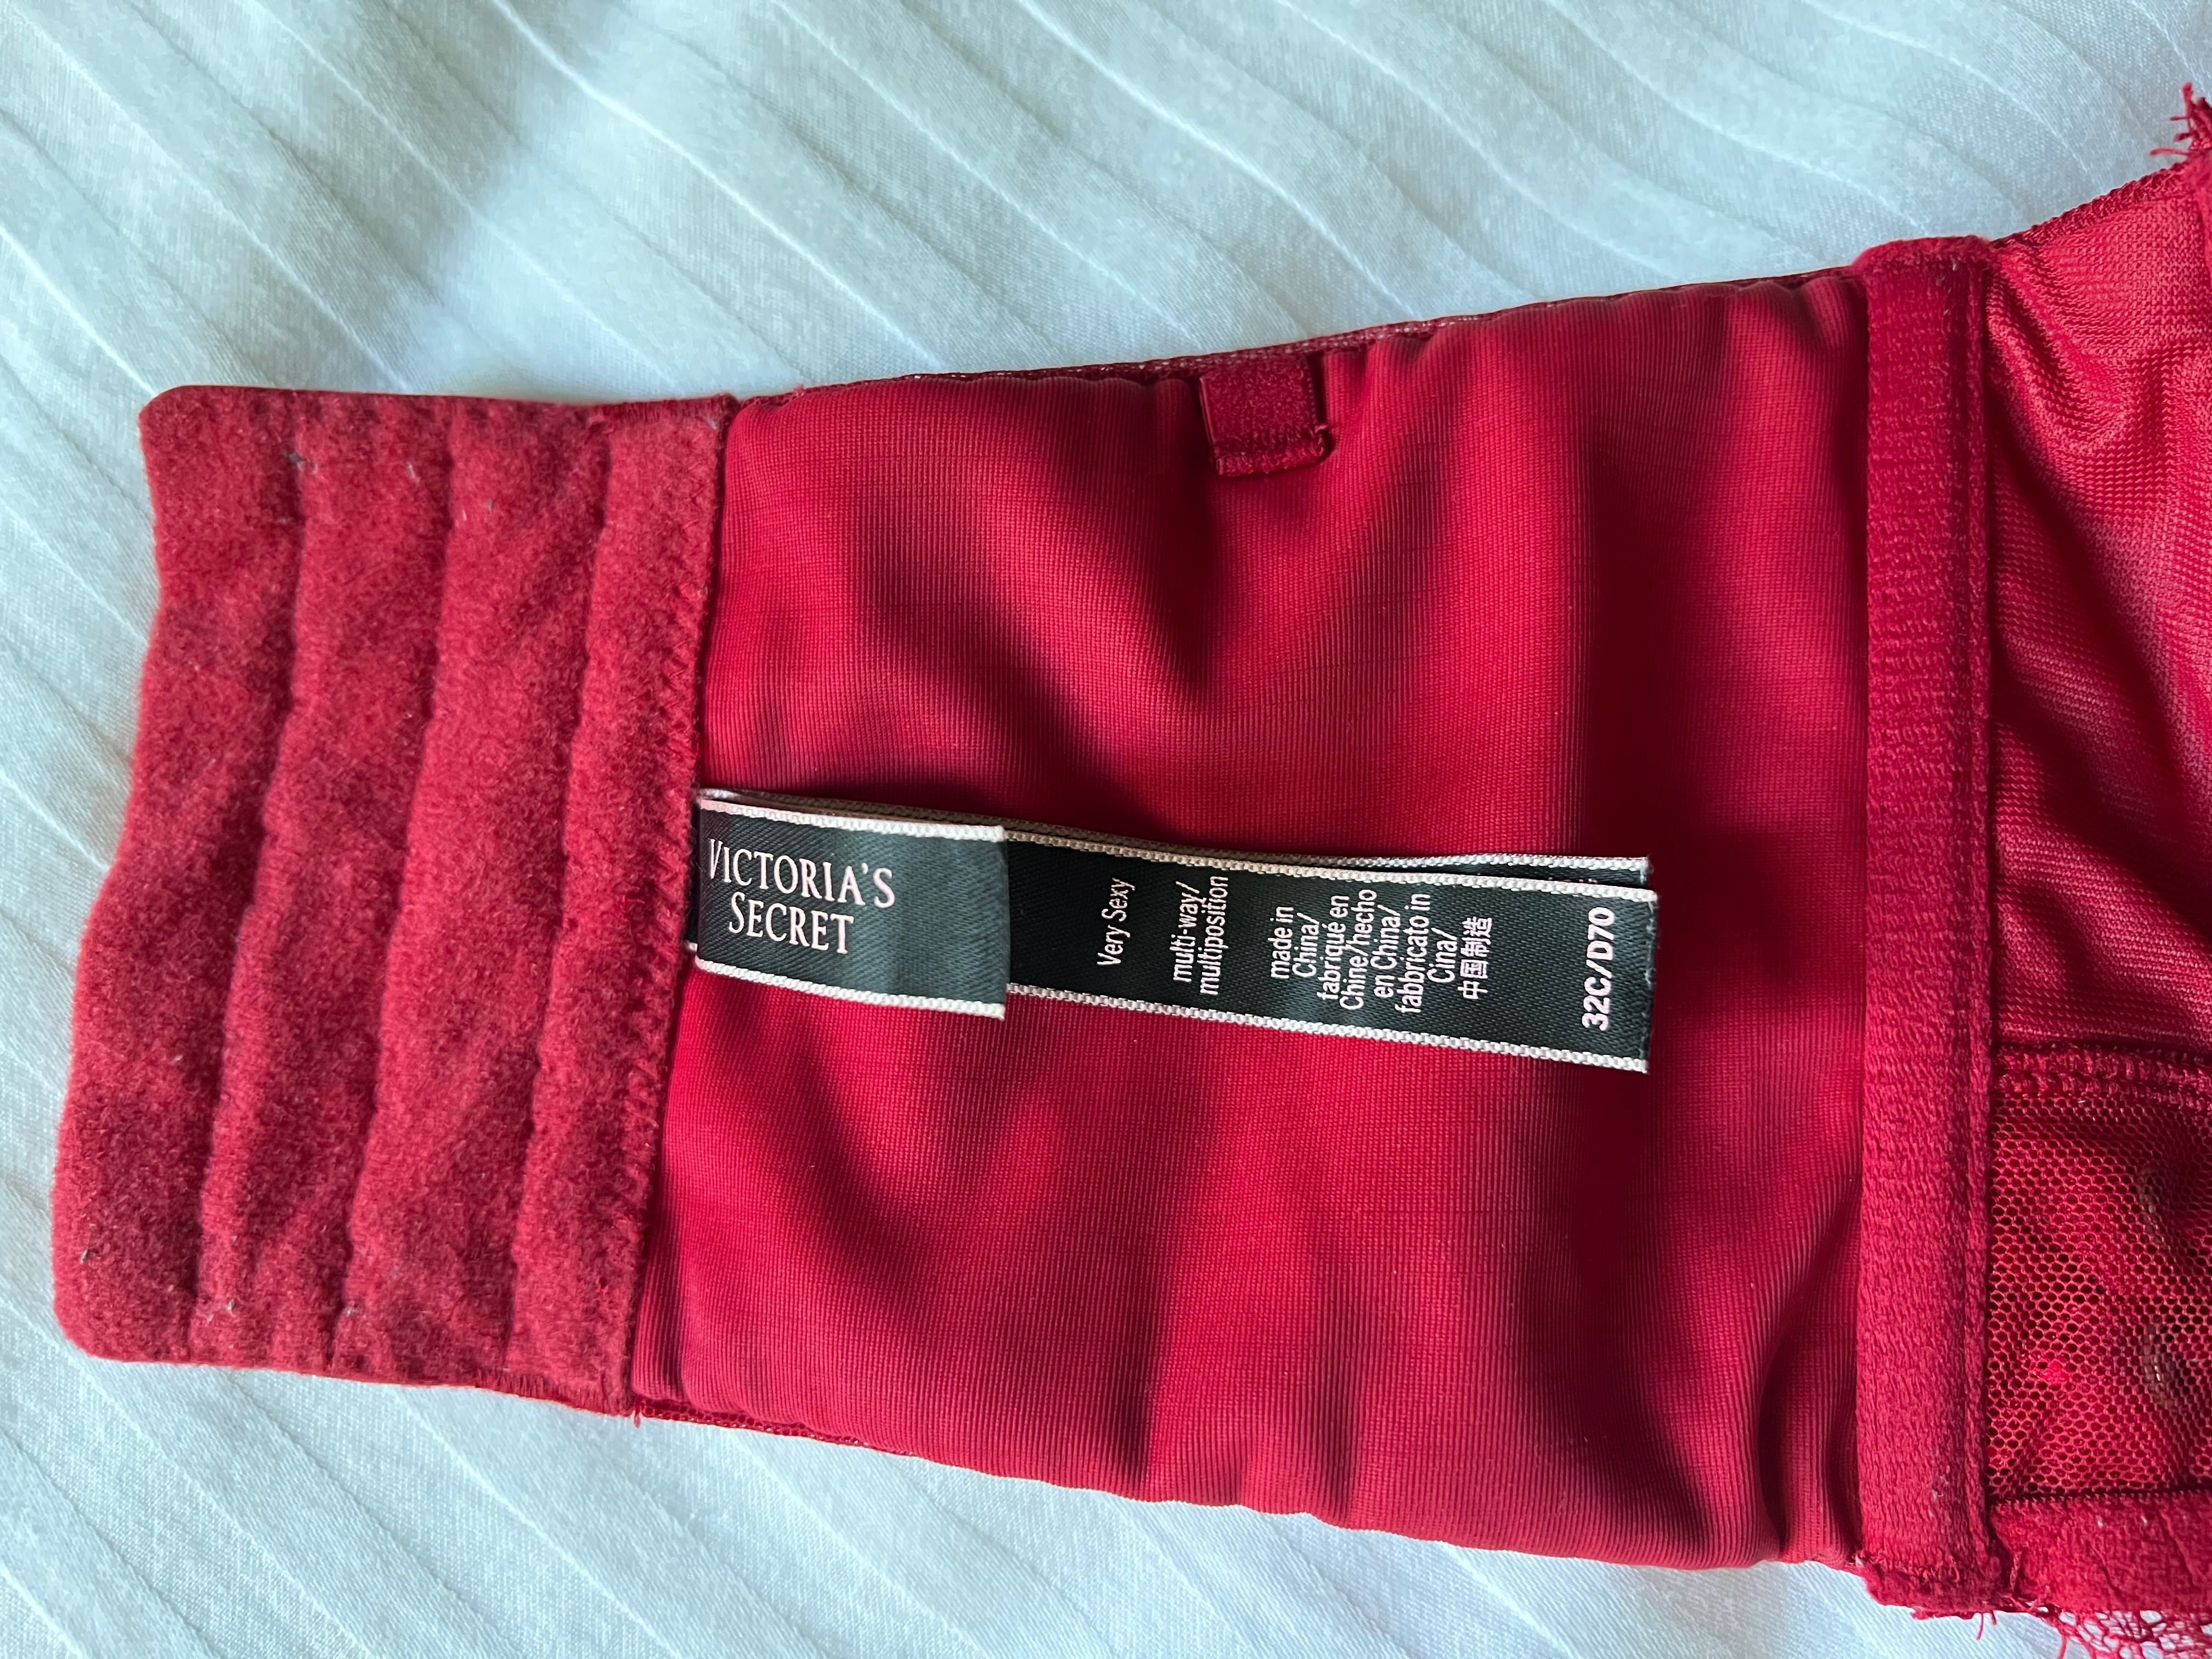 VICTORIA'S
SECRET
Very Sexy
multi-way/
multiposition
made in
China/
fabriqué en
Chine/hecho
en China/
fabbricato in
Cina/
中国制造
32C/D70